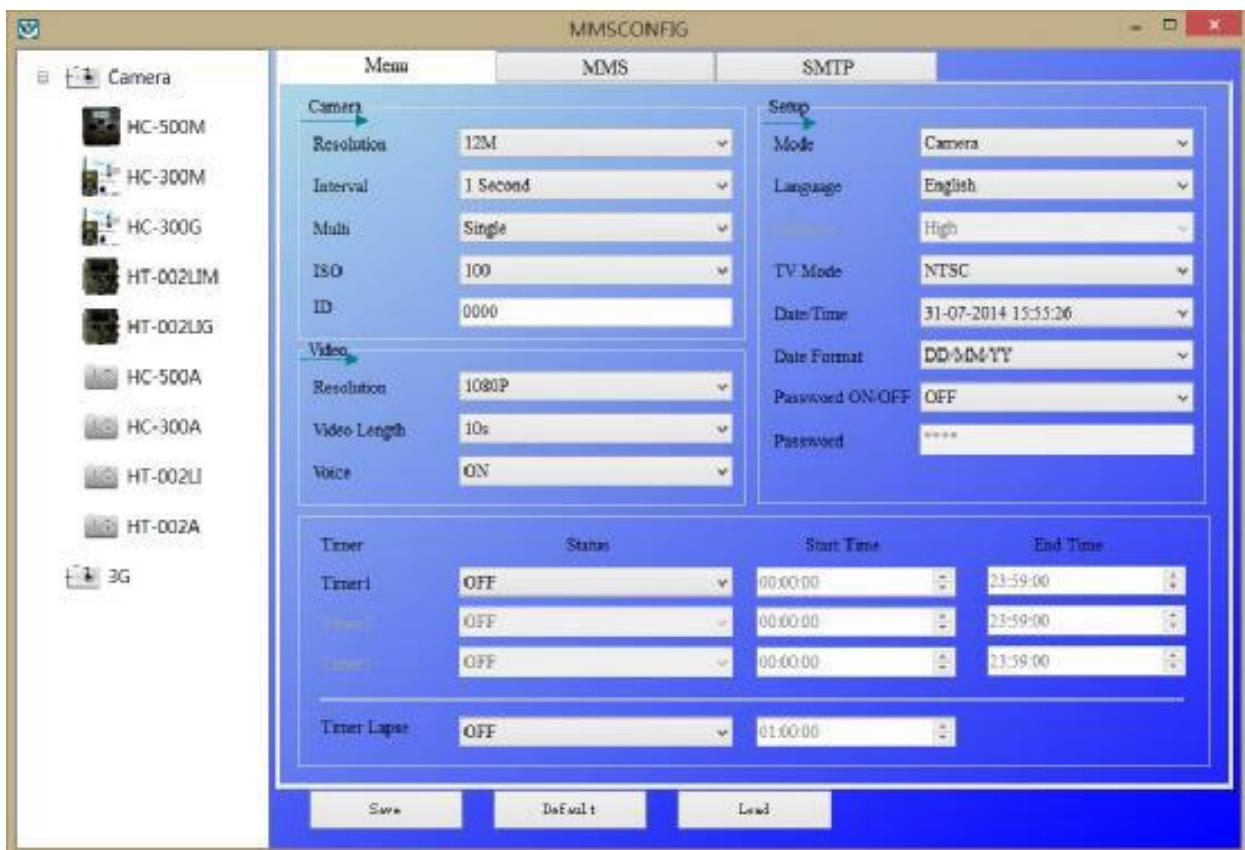 MMSCONFIG
Camera
HC-500M
HC-300M
HC-300G
HT-002LIM
HT-002LIG
HC-500A
HC-300A
HT-002LI
HT-002A
3G
Menu MMS SMTP
Camera
Resolution 12M
Interval 1 Second
Multi Single
ISO 100
ID 0000
Video
Resolution 1080P
Video Length 10s
Voice ON
Setup
Mode Camera
Language English
High
TV Mode NTSC
Date/Time 31-07-2014 15:55:26
Date Format DD/MM/YY
Password ON/OFF OFF
Password ****
Timer Status Start Time End Time
Timer1 OFF 00:00:00 23:59:00
OFF 00:00:00 23:59:00
OFF 00:00:00 23:59:00
Timer Lapse OFF 01:00:00
Save Default Load